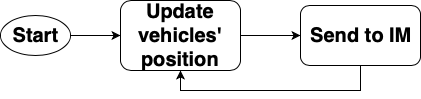 Start
Update
vehicles'
position
Send to IM